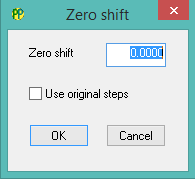 Zero shift
Zero shift 0.0000
Use original steps
OK Cancel